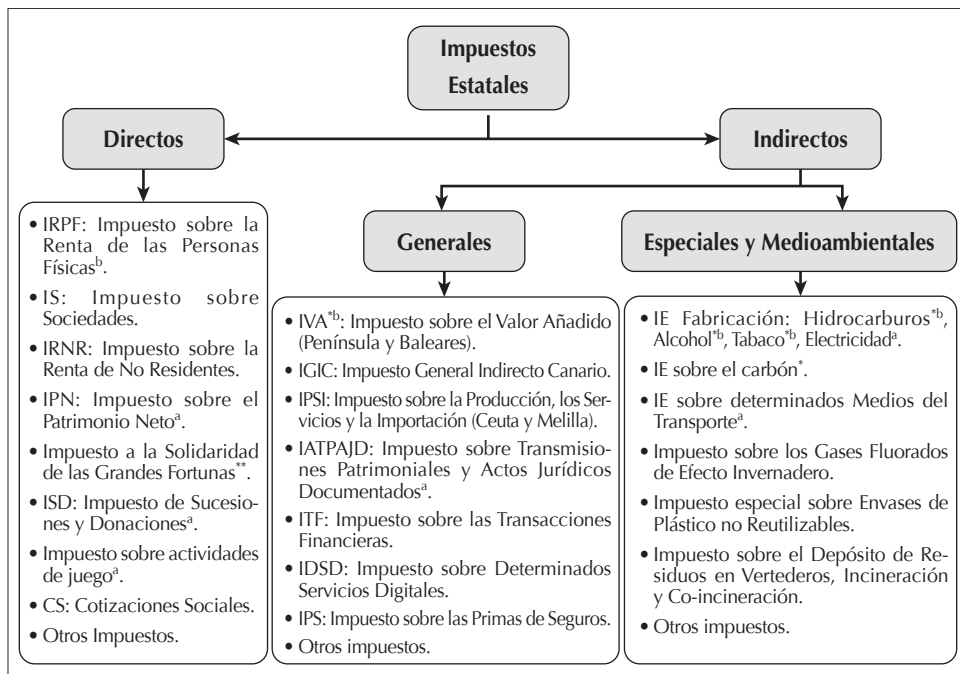 Impuestos
Estatales
Directos
Indirectos
• IRPF: Impuesto sobre la
Renta de las Personas
Físicasᵇ.
• IS: Impuesto sobre
Sociedades.
• IRNR: Impuesto sobre la
Renta de No Residentes.
• IPN: Impuesto sobre el
Patrimonio Netoᵃ.
• Impuesto a la Solidaridad
de las Grandes Fortunas**.
• ISD: Impuesto de Sucesio-
nes y Donacionesᵃ.
• Impuesto sobre actividades
de juegoᵃ.
• CS: Cotizaciones Sociales.
• Otros Impuestos.
Generales
• IVA*ᵇ: Impuesto sobre el Valor Añadido
(Península y Baleares).
• IGIC: Impuesto General Indirecto Canario.
• IPSI: Impuesto sobre la Producción, los Ser-
vicios y la Importación (Ceuta y Melilla).
• IATPAJD: Impuesto sobre Transmisio-
nes Patrimoniales y Actos Jurídicos
Documentadosᵃ.
• ITF: Impuesto sobre las Transacciones
Financieras.
• IDSD: Impuesto sobre Determinados
Servicios Digitales.
• IPS: Impuesto sobre las Primas de Seguros.
• Otros impuestos.
Especiales y Medioambientales
• IE Fabricación: Hidrocarburos*ᵇ,
Alcohol*ᵇ, Tabaco*ᵇ, Electricidadᵃ.
• IE sobre el carbón*.
• IE sobre determinados Medios del
Transporteᵃ.
• Impuesto sobre los Gases Fluorados
de Efecto Invernadero.
• Impuesto especial sobre Envases de
Plástico no Reutilizables.
• Impuesto sobre el Depósito de Re-
siduos en Vertederos, Incineración
y Co-incineración.
• Otros impuestos.